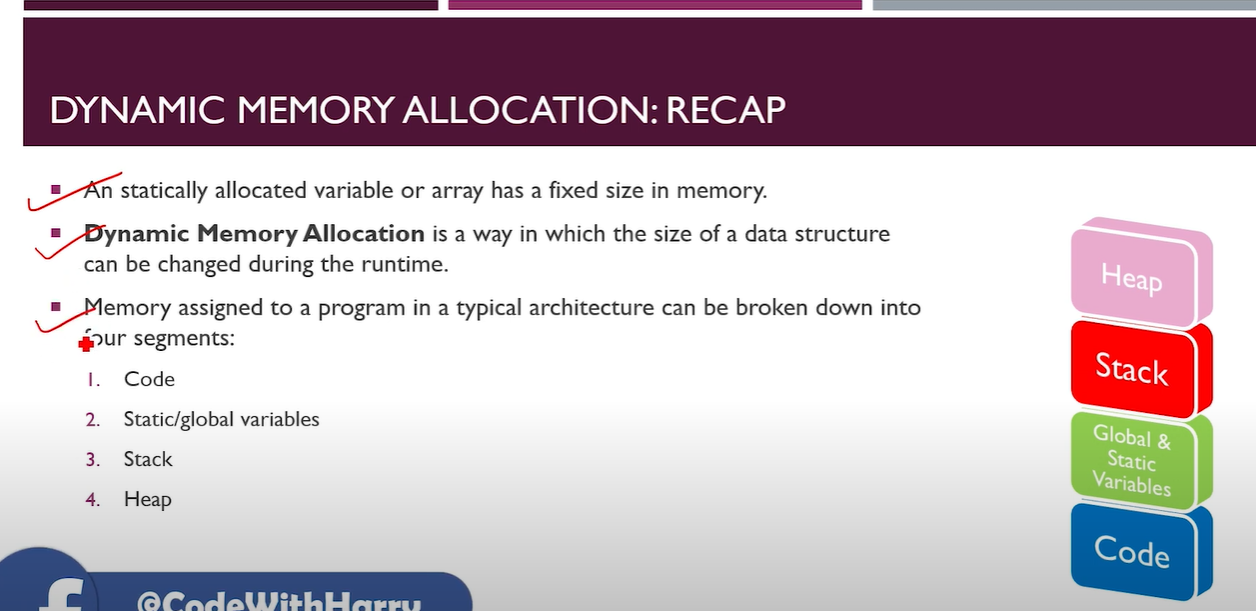 DYNAMIC MEMORY ALLOCATION: RECAP
An statically allocated variable or array has a fixed size in memory.
Dynamic Memory Allocation is a way in which the size of a data structure
can be changed during the runtime.
Memory assigned to a program in a typical architecture can be broken down into
four segments:
1. Code
2. Static/global variables
3. Stack
4. Heap
Heap
Stack
Global &
Static
Variables
Code
f
@CodeWithHarry